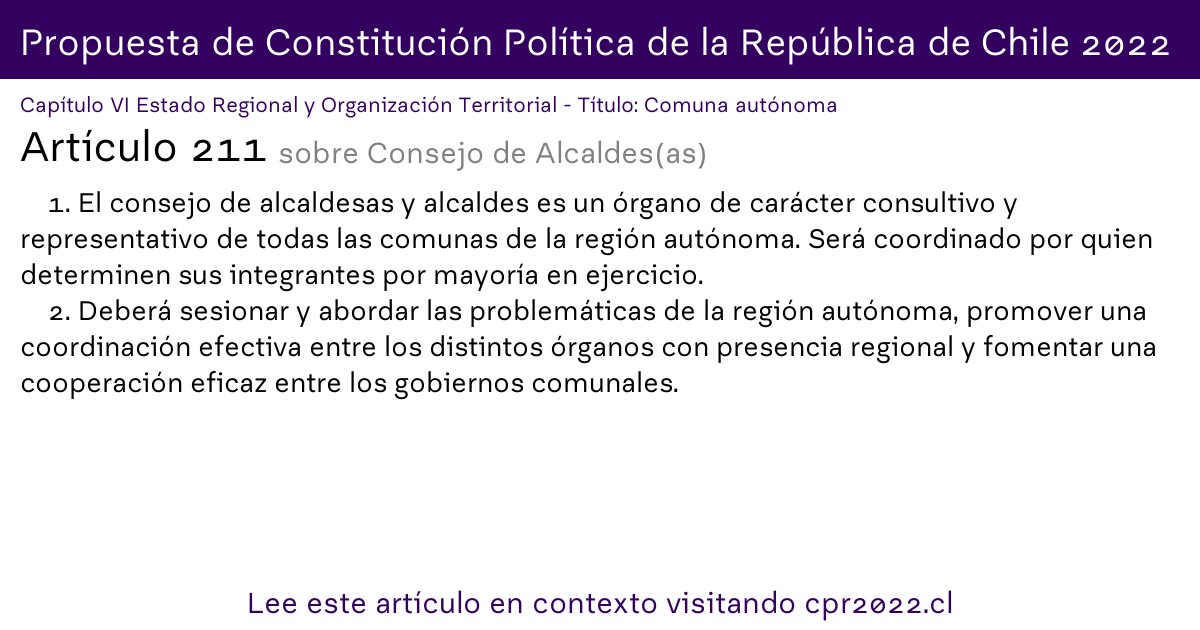 Propuesta de Constitución Política de la República de Chile 2022
Capítulo VI Estado Regional y Organización Territorial - Título: Comuna autónoma
Artículo 211 sobre Consejo de Alcaldes(as)
1. El consejo de alcaldesas y alcaldes es un órgano de carácter consultivo y
representativo de todas las comunas de la región autónoma. Será coordinado por quien
determinen sus integrantes por mayoría en ejercicio.
2. Deberá sesionar y abordar las problemáticas de la región autónoma, promover una
coordinación efectiva entre los distintos órganos con presencia regional y fomentar una
cooperación eficaz entre los gobiernos comunales.
Lee este artículo en contexto visitando cpr2022.cl